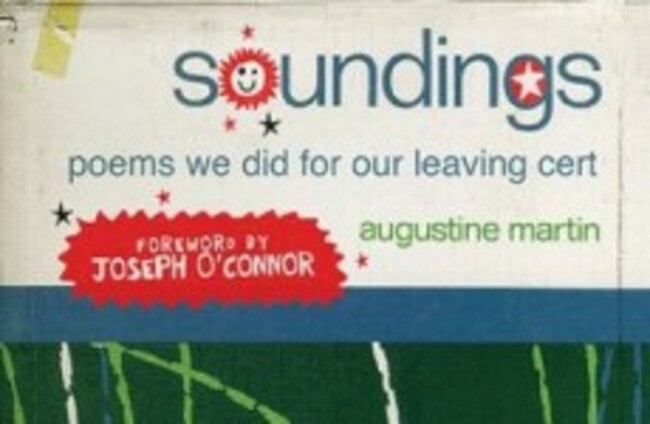 soundings
poems we did for our leaving cert
augustine martin
FOREWORD BY
JOSEPH O'CONNOR